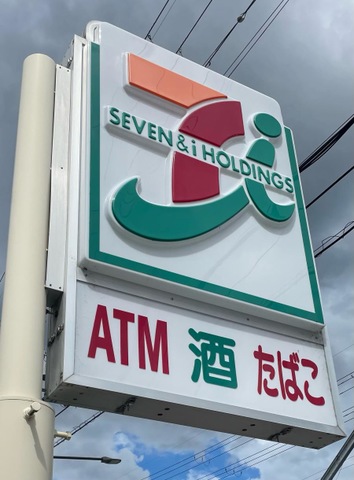 SEVEN & i HOLDINGS
ATM 酒 たばこ